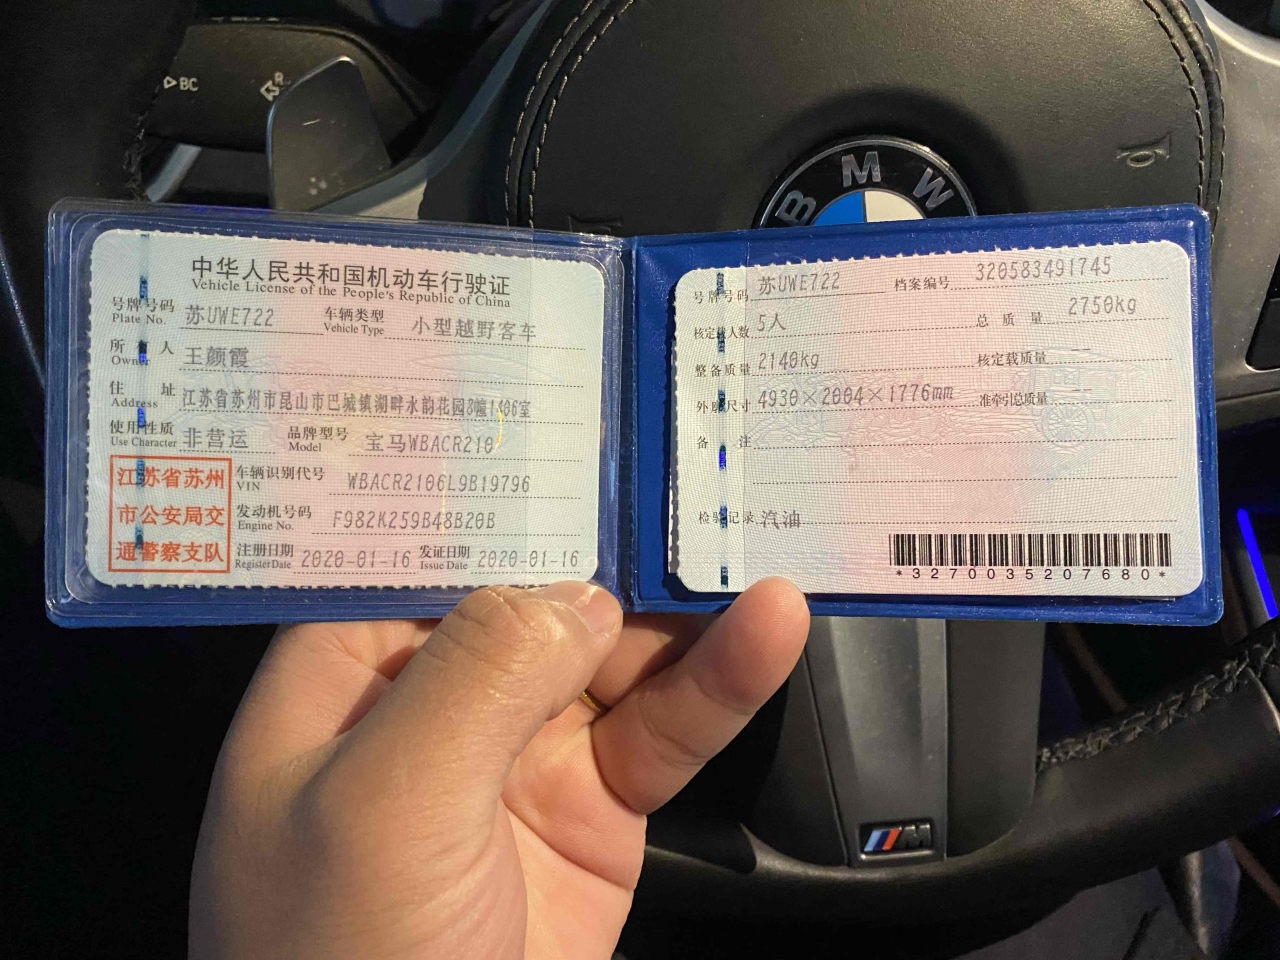 BC
R
B M W
中华人民共和国机动车行驶证
Vehicle License of the People's Republic of China
号牌号码 苏UWE722 车辆类型 小型越野客车
Plate No. Vehicle Type
所有人 王颜霞
Owner
住址 江苏省苏州市昆山市巴城镇湖畔水韵花园8幢1406室
Address
使用性质 非营运 品牌型号 宝马WBACR210
Use Character Model
江苏省苏州
市公安局交
通警察支队
车辆识别代号 WBACR2106L9B19796
VIN
发动机号码 F982K259B48B20B
Engine No.
注册日期 2020-01-16 发证日期 2020-01-16
Register Date Issue Date
号牌号码 苏UWE722 档案编号 320583491745
核定载人数 5人 总质量 2750kg
整备质量 2140kg 核定载质量 --
外廓尺寸 4930×2004×1776mm 准牵引总质量 --
备注
检验记录 汽油
*3270035207680*
M